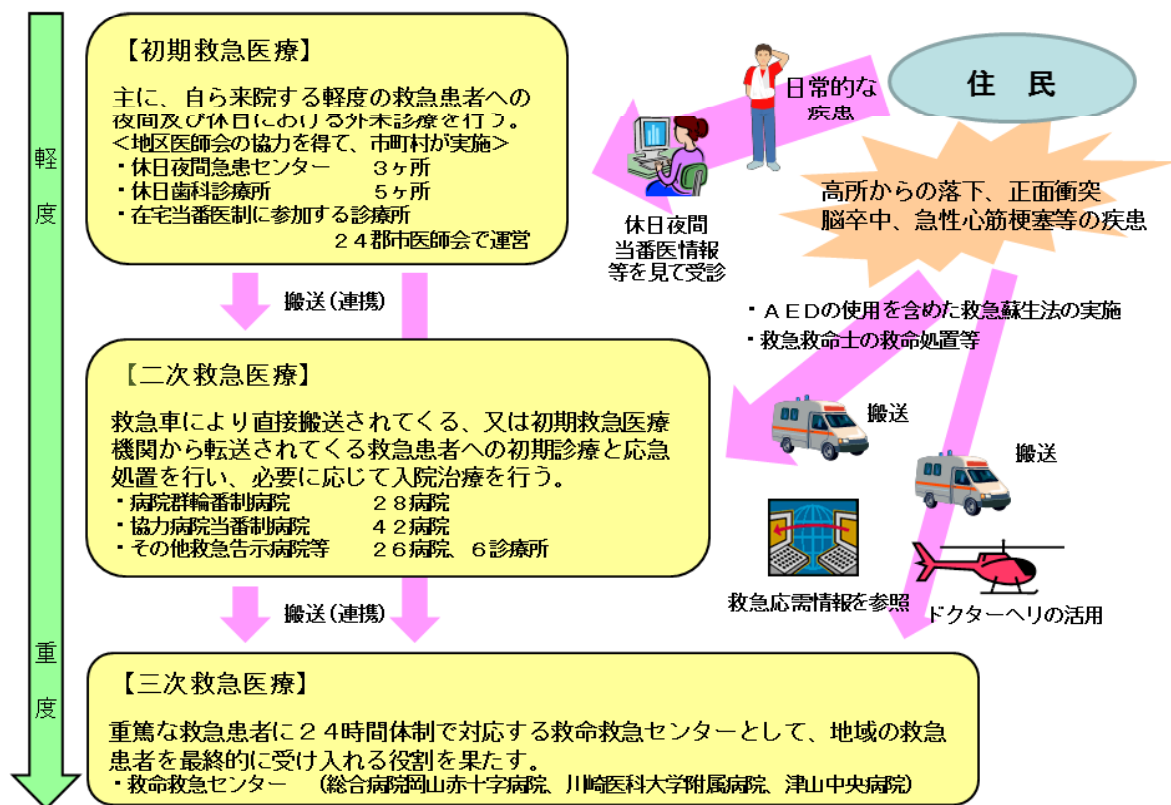 軽
度
重
度
【初期救急医療】
主に、自ら来院する軽度の救急患者への
夜間及び休日における外来診療を行う。
＜地区医師会の協力を得て、市町村が実施＞
・休日夜間急患センター　　３ヶ所
・休日歯科診療所　　　　　５ヶ所
・在宅当番医制に参加する診療所
２４郡市医師会で運営
住　民
日常的な
疾患
休日夜間
当番医情報
等を見て受診
高所からの落下、正面衝突
脳卒中、急性心筋梗塞等の疾患
搬送（連携）
・ＡＥＤの使用を含めた救急蘇生法の実施
・救急救命士の救命処置等
【二次救急医療】
救急車により直接搬送されてくる、又は初期救急医療
機関から転送されてくる救急患者への初期診療と応急
処置を行い、必要に応じて入院治療を行う。
・病院群輪番制病院　　　　２８病院
・協力病院当番制病院　　　４２病院
・その他救急告示病院等　　２６病院、６診療所
搬送
搬送
救急応需情報を参照
ドクターヘリの活用
搬送（連携）
【三次救急医療】
重篤な救急患者に２４時間体制で対応する救命救急センターとして、地域の救急
患者を最終的に受け入れる役割を果たす。
・救命救急センター　（総合病院岡山赤十字病院、川崎医科大学附属病院、津山中央病院）